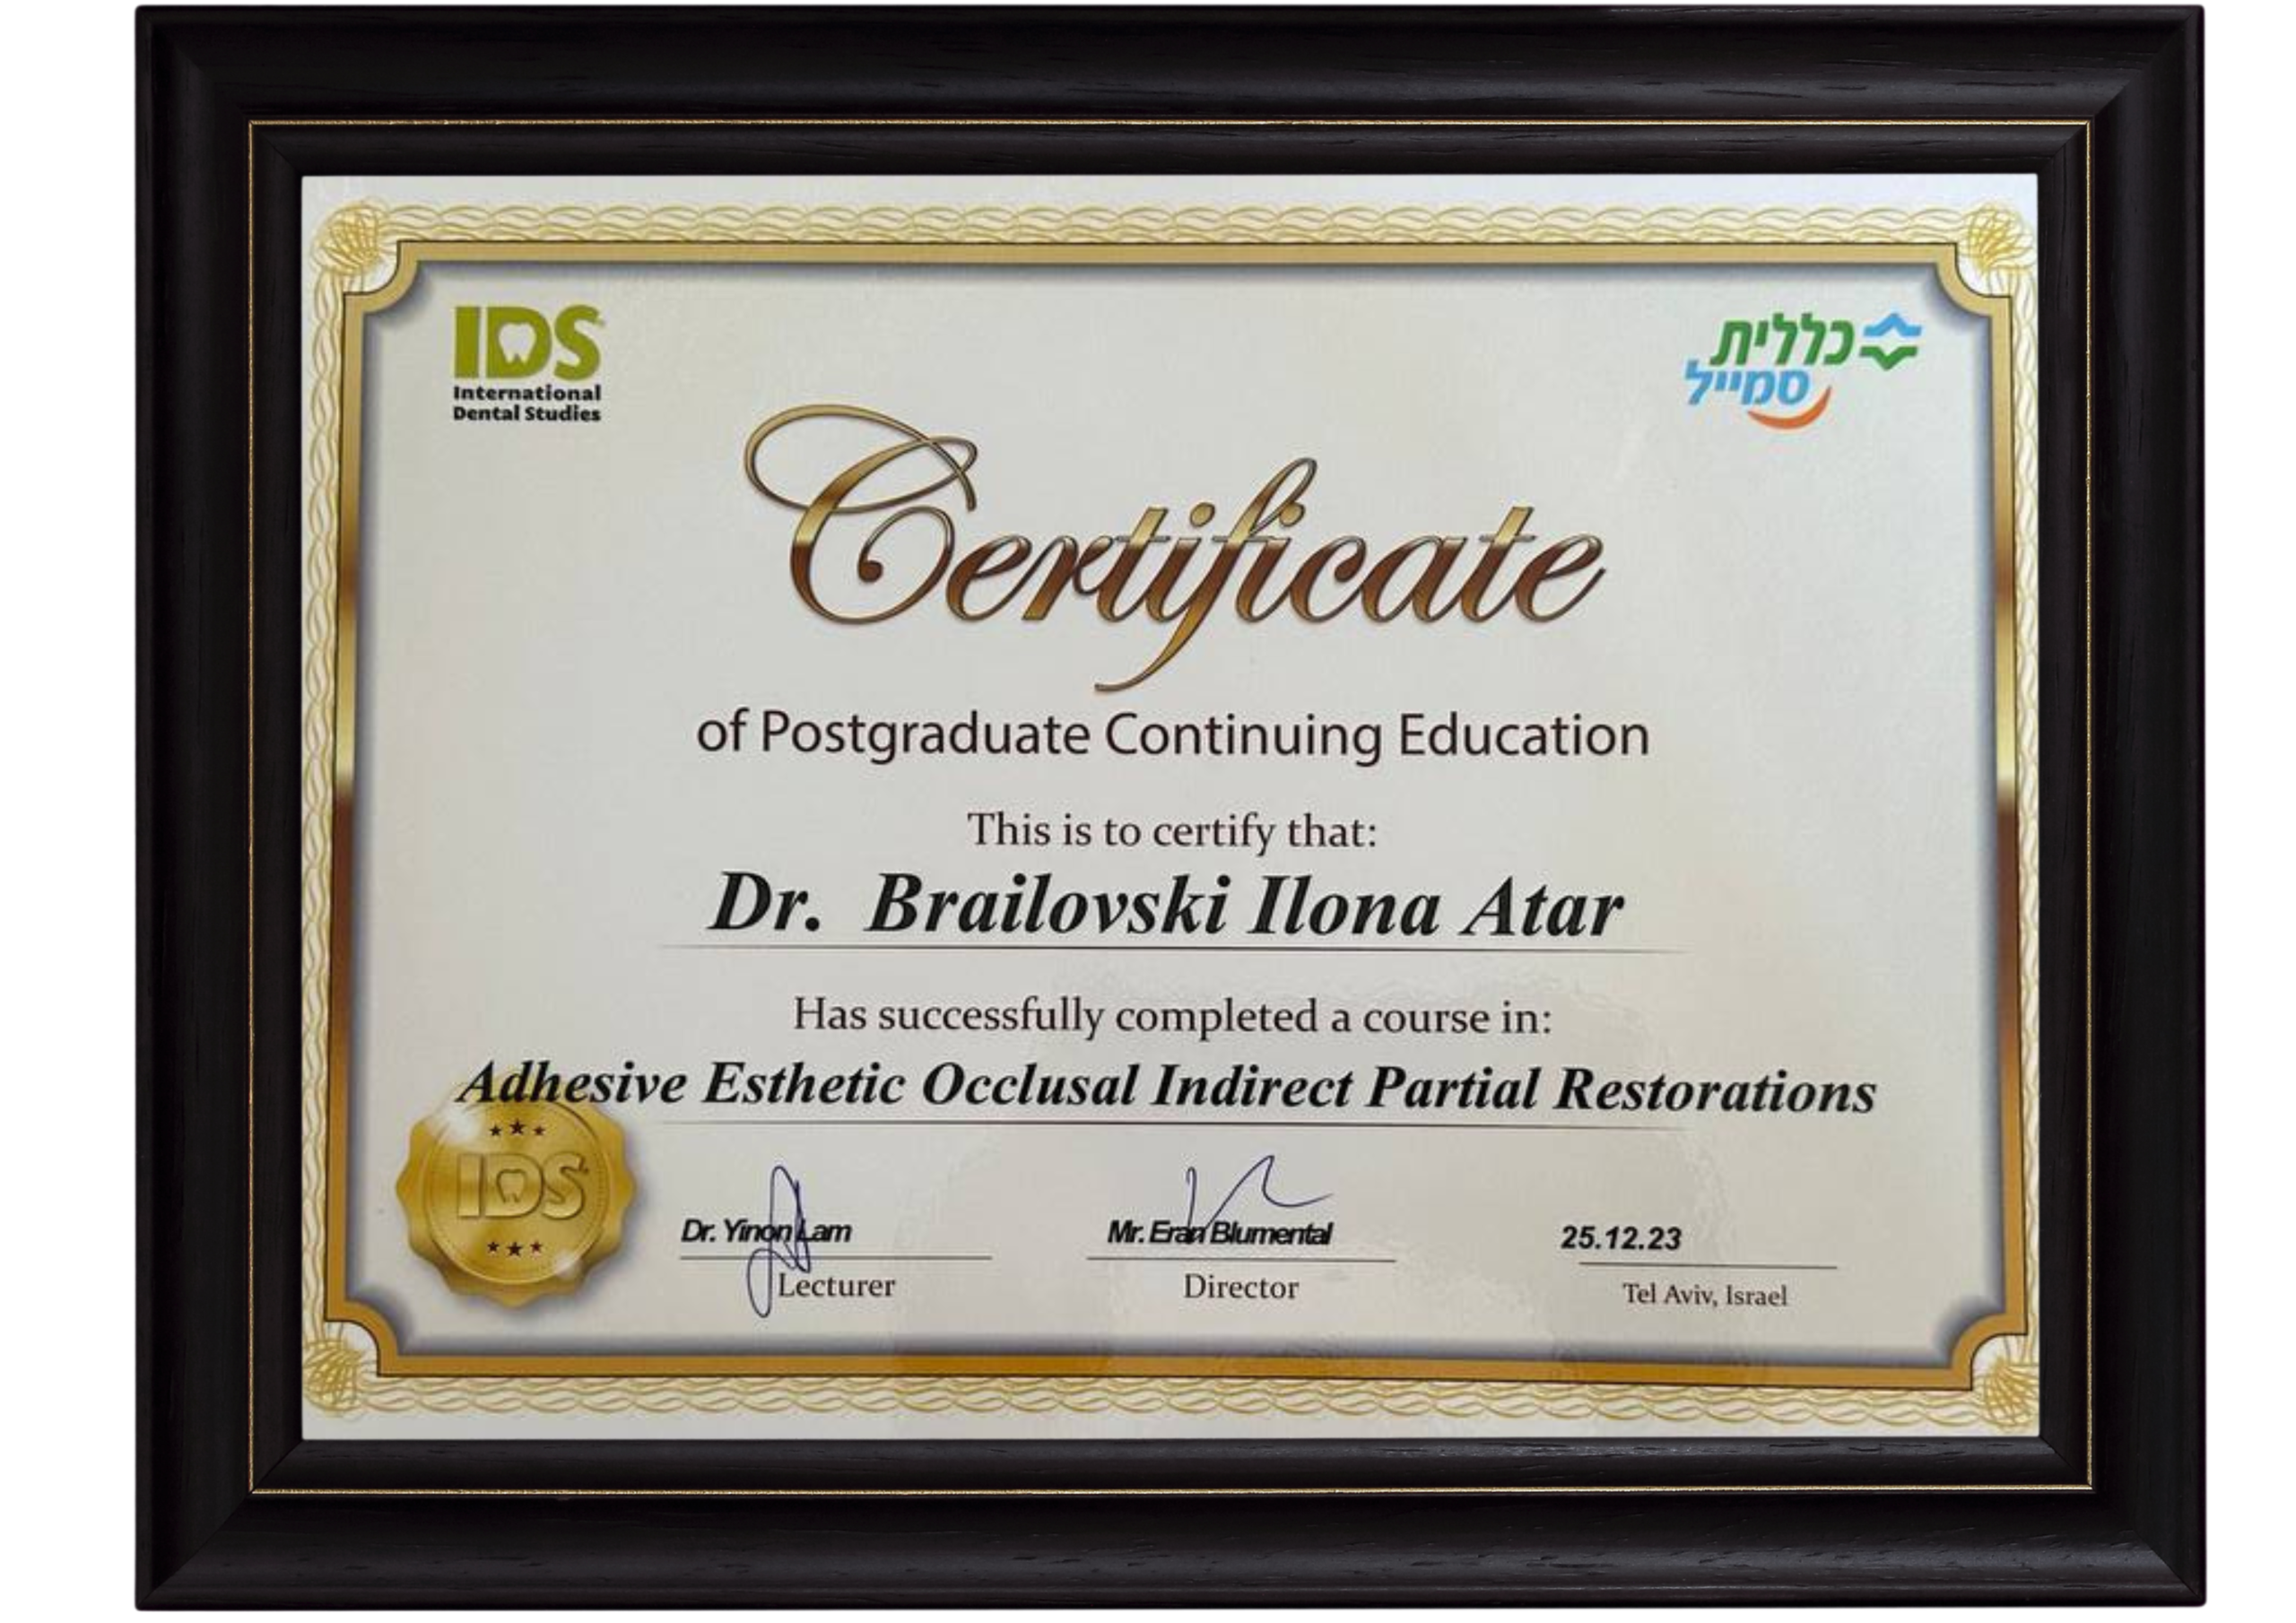 IDS
International
Dental Studies
כללית
סמייל
Certificate
of Postgraduate Continuing Education
This is to certify that:
Dr. Brailovski Ilona Atar
Has successfully completed a course in:
Adhesive Esthetic Occlusal Indirect Partial Restorations
IDS
Dr. Yinon Lam
Lecturer
Mr. Eran Blumental
Director
25.12.23
Tel Aviv, Israel